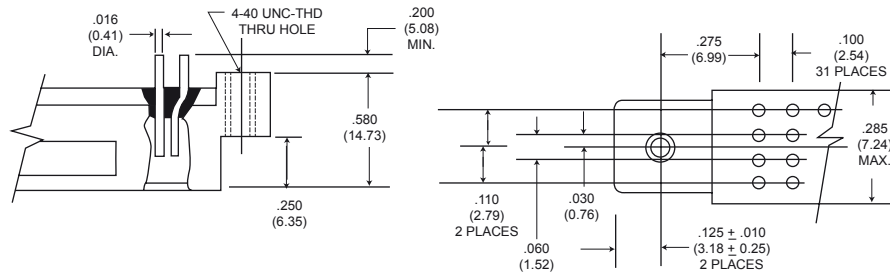 .016
(0.41)
DIA.
4-40 UNC-THD
THRU HOLE
.200
(5.08)
MIN.
.580
(14.73)
.250
(6.35)
.275
(6.99)
.100
(2.54)
31 PLACES
.285
(7.24)
MAX.
.110
(2.79)
2 PLACES
.060
(1.52)
.030
(0.76)
.125 ± .010
(3.18 ± 0.25)
2 PLACES